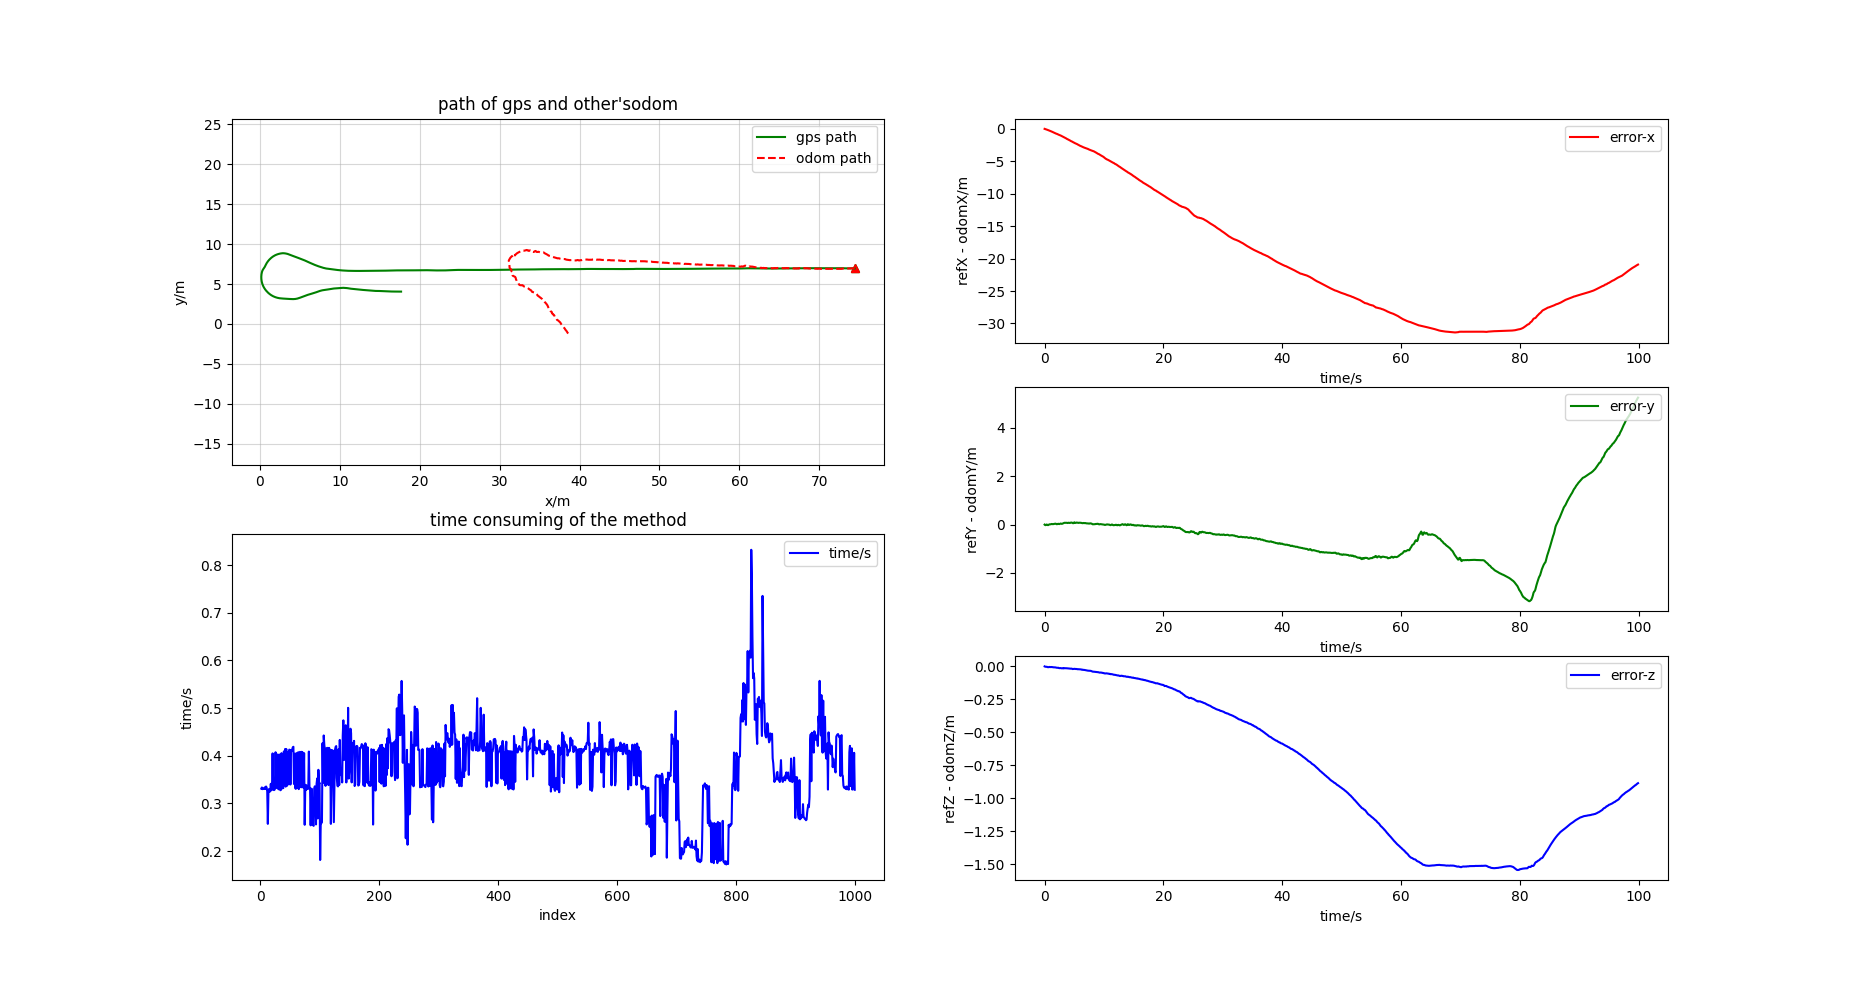 path of gps and other'sodom
gps path
odom path
25
20
15
10
5
0
−5
−10
−15
y/m
0 10 20 30 40 50 60 70
x/m
time consuming of the method
time/s
0.8
0.7
0.6
0.5
0.4
0.3
0.2
time/s
0 200 400 600 800 1000
index
error-x
0
−5
−10
−15
−20
−25
−30
refX - odomX/m
0 20 40 60 80 100
time/s
error-y
4
2
0
−2
refY - odomY/m
0 20 40 60 80 100
time/s
error-z
0.00
−0.25
−0.50
−0.75
−1.00
−1.25
−1.50
refZ - odomZ/m
0 20 40 60 80 100
time/s